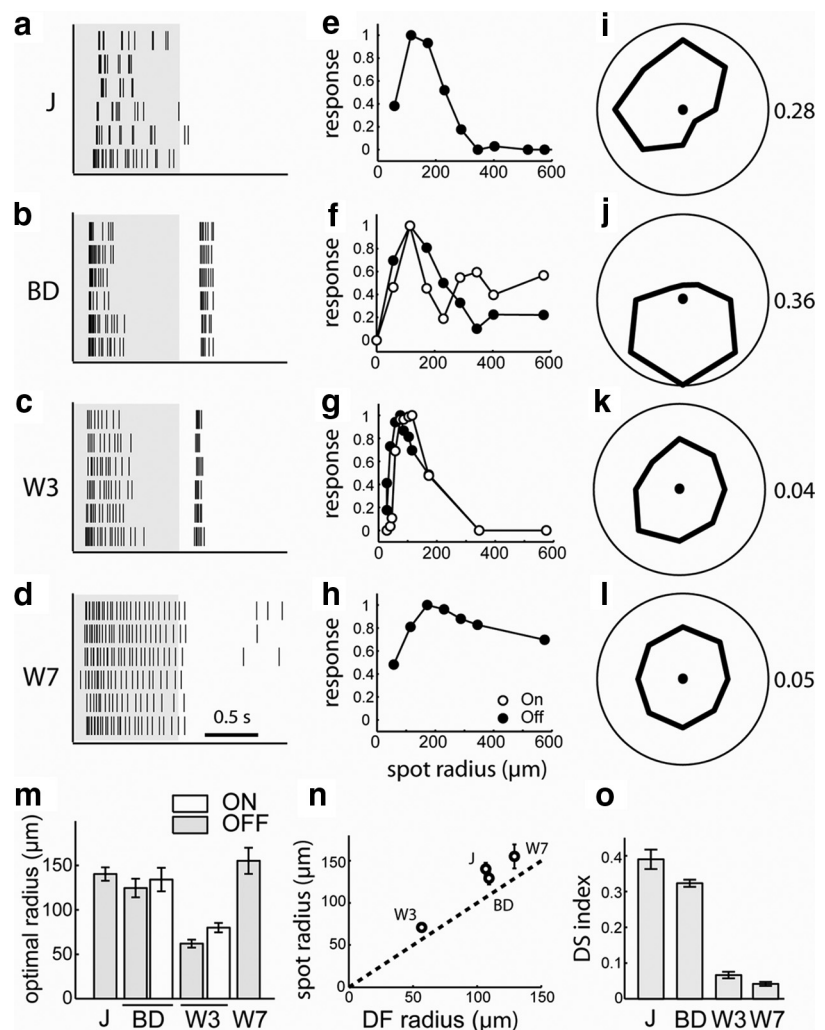 a
e
i
J
response
1
0.8
0.6
0.4
0.2
0
0 200 400 600
0.28
b
f
j
BD
response
1
0.8
0.6
0.4
0.2
0
0 200 400 600
0.36
c
g
k
W3
response
1
0.8
0.6
0.4
0.2
0
0 200 400 600
0.04
d
h
l
W7
0.5 s
response
1
0.8
0.6
0.4
0.2
0
On
Off
0 200 400 600
spot radius (µm)
0.05
m
ON
OFF
optimal radius (µm)
150
100
50
0
J BD W3 W7
n
spot radius (µm)
150
100
50
0
J
W7
BD
W3
0 50 100 150
DF radius (µm)
o
DS index
0.4
0.3
0.2
0.1
0
J BD W3 W7